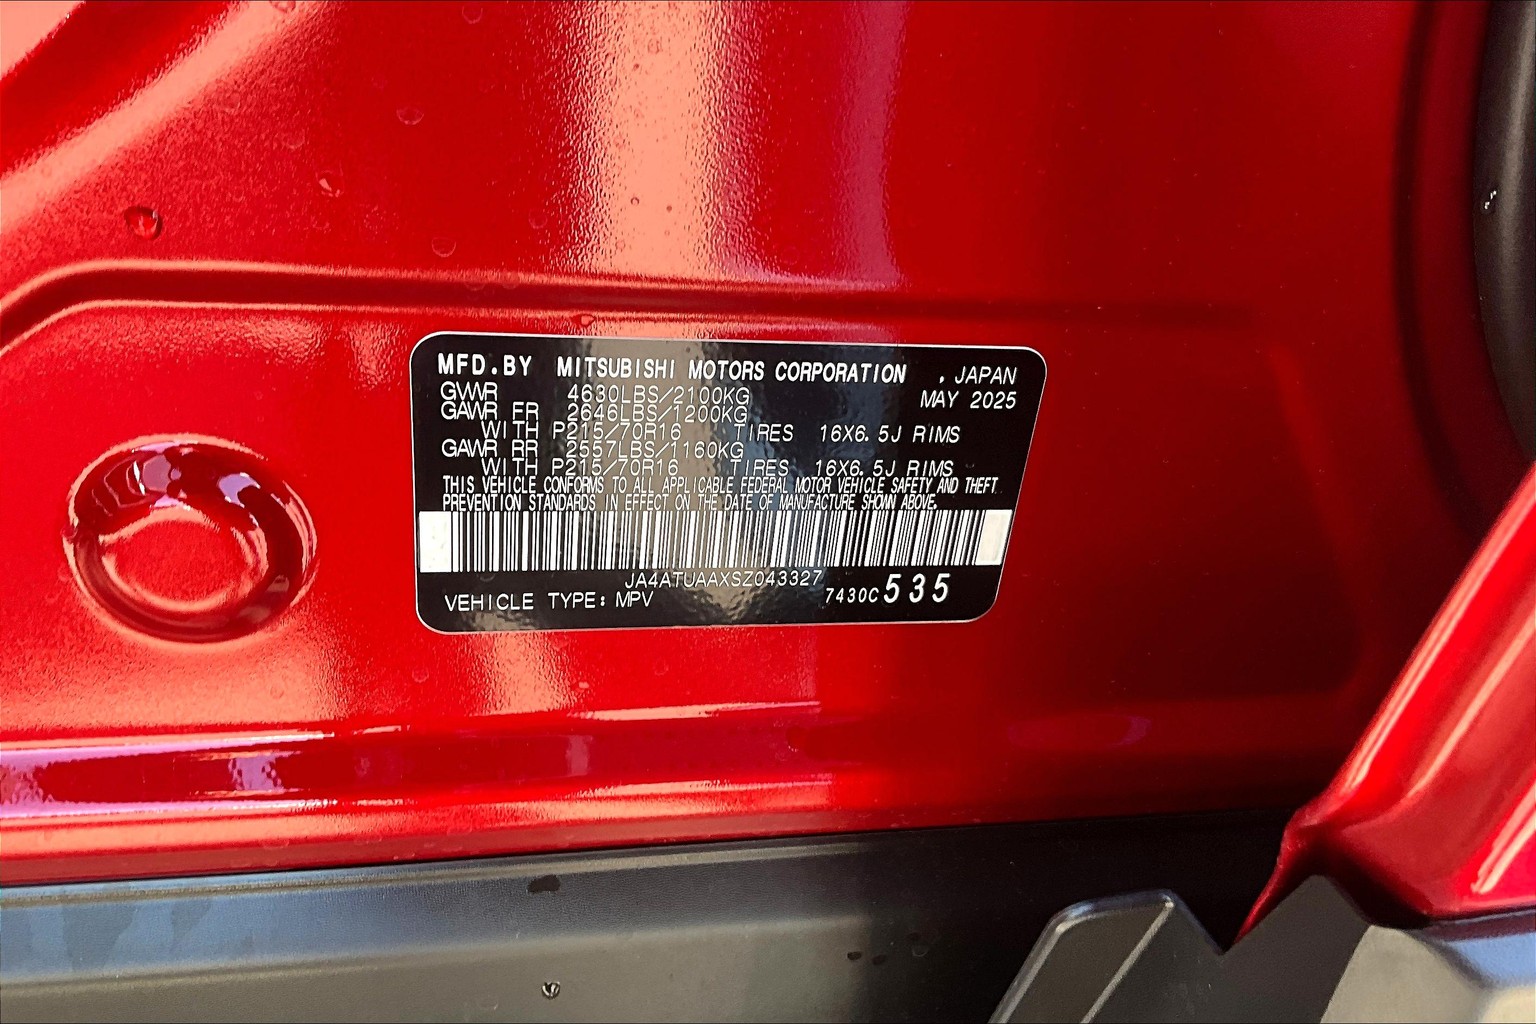 MFD.BY MITSUBISHI MOTORS CORPORATION , JAPAN
GVWR 4630LBS/2100KG MAY 2025
GAWR FR 2646LBS/1200KG
WITH P215/70R16 TIRES 16X6.5J RIMS
GAWR RR 2557LBS/1160KG
WITH P215/70R16 TIRES 16X6.5J RIMS
THIS VEHICLE CONFORMS TO ALL APPLICABLE FEDERAL MOTOR VEHICLE SAFETY AND THEFT
PREVENTION STANDARDS IN EFFECT ON THE DATE OF MANUFACTURE SHOWN ABOVE.
JA4ATUAAXSZ043327
VEHICLE TYPE: MPV 7430C 535